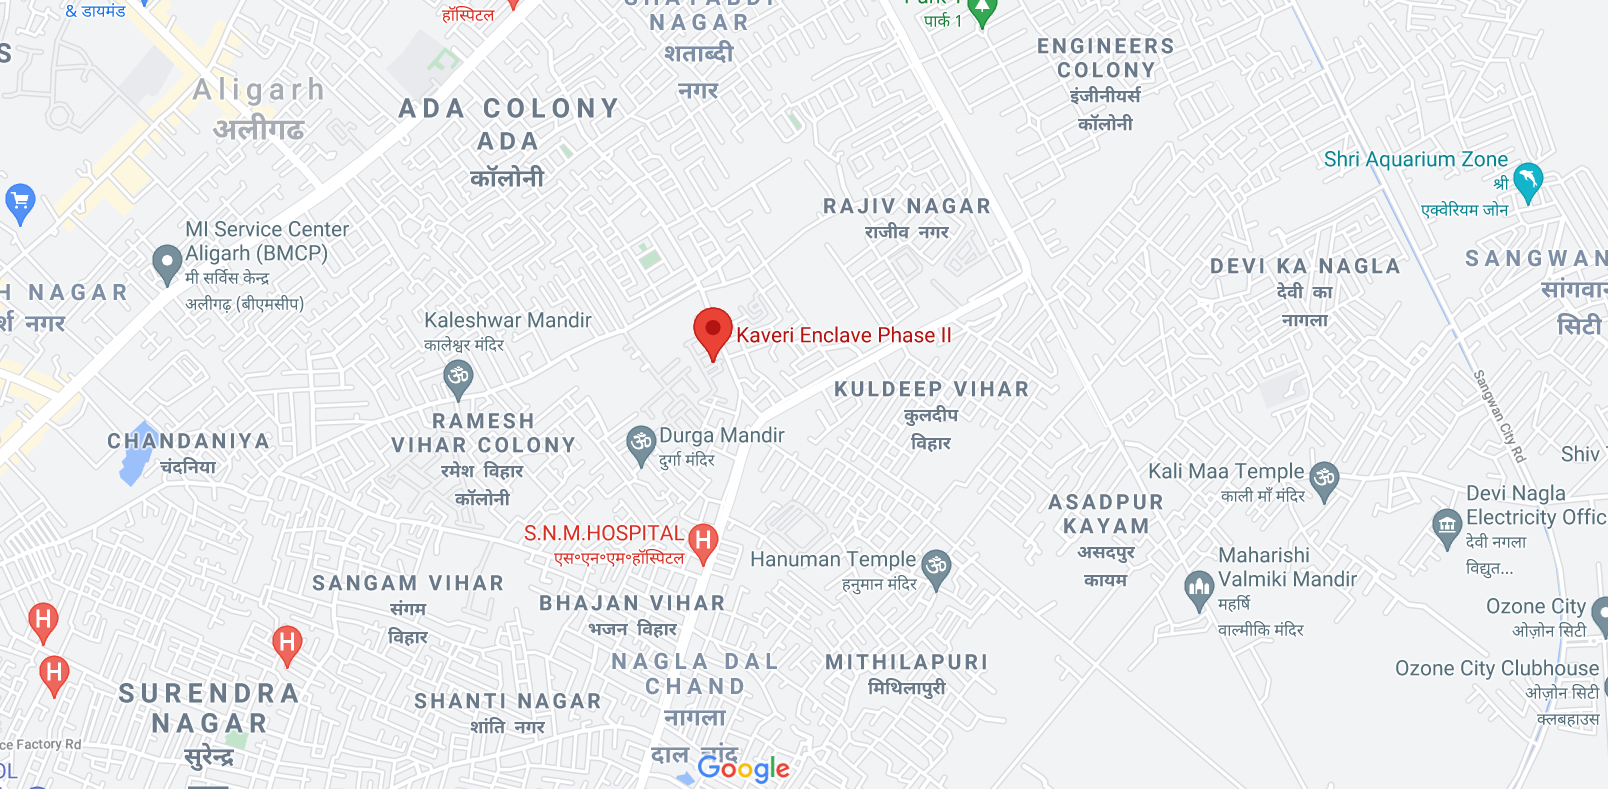 & डायमंड
हॉस्पिटल
NAGAR
शताब्दी
नगर
पार्क 1
ENGINEERS
COLONY
इंजीनीयर्स
कॉलोनी
Aligarh
अलीगढ
ADA COLONY
ADA
कॉलोनी
Shri Aquarium Zone
श्री
एक्वेरियम जोन
RAJIV NAGAR
राजीव नगर
MI Service Center
Aligarh (BMCP)
मी सर्विस केन्द्र
अलीगढ़ (बीएमसीप)
DEVI KA NAGLA
देवी का
नागला
SANGWAN
सांगवान
सिटी
H NAGAR
र्श नगर
Kaleshwar Mandir
कालेश्वर मंदिर
Kaveri Enclave Phase II
KULDEEP VIHAR
कुलदीप
विहार
Sangwan City Rd
RAMESH
VIHAR COLONY
रमेश विहार
कॉलोनी
CHANDANIYA
चंदनिया
Durga Mandir
दुर्गा मंदिर
Shiv
Kali Maa Temple
काली माँ मंदिर
ASADPUR
KAYAM
असदपुर
कायम
Devi Nagla
Electricity Offic
देवी नगला
विद्युत...
S.N.M.HOSPITAL
एस॰एन॰एम॰हॉस्पिटल
Hanuman Temple
हनुमान मंदिर
Maharishi
Valmiki Mandir
महर्षि
वाल्मीकि मंदिर
SANGAM VIHAR
संगम
विहार
BHAJAN VIHAR
भजन विहार
Ozone City
ओज़ोन सिटी
NAGLA DAL
CHAND
नागला
दाल चांद
MITHILAPURI
मिथिलापुरी
Ozone City Clubhouse
ओज़ोन सिटी
क्लबहाउस
SURENDRA
NAGAR
सुरेन्द्र
SHANTI NAGAR
शांति नगर
ce Factory Rd
OL
Google